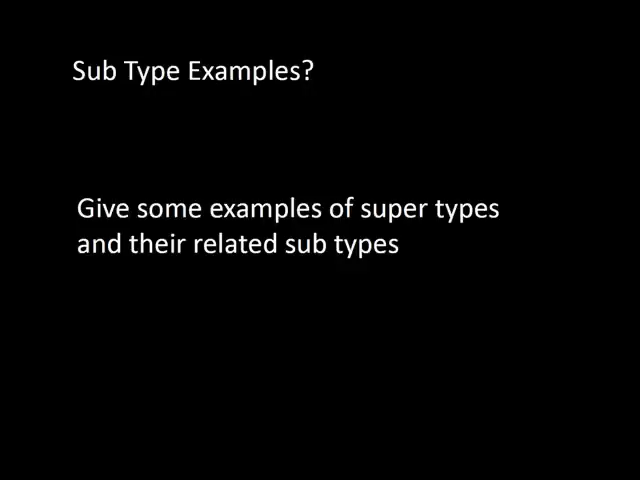 Sub Type Examples?
Give some examples of super types
and their related sub types